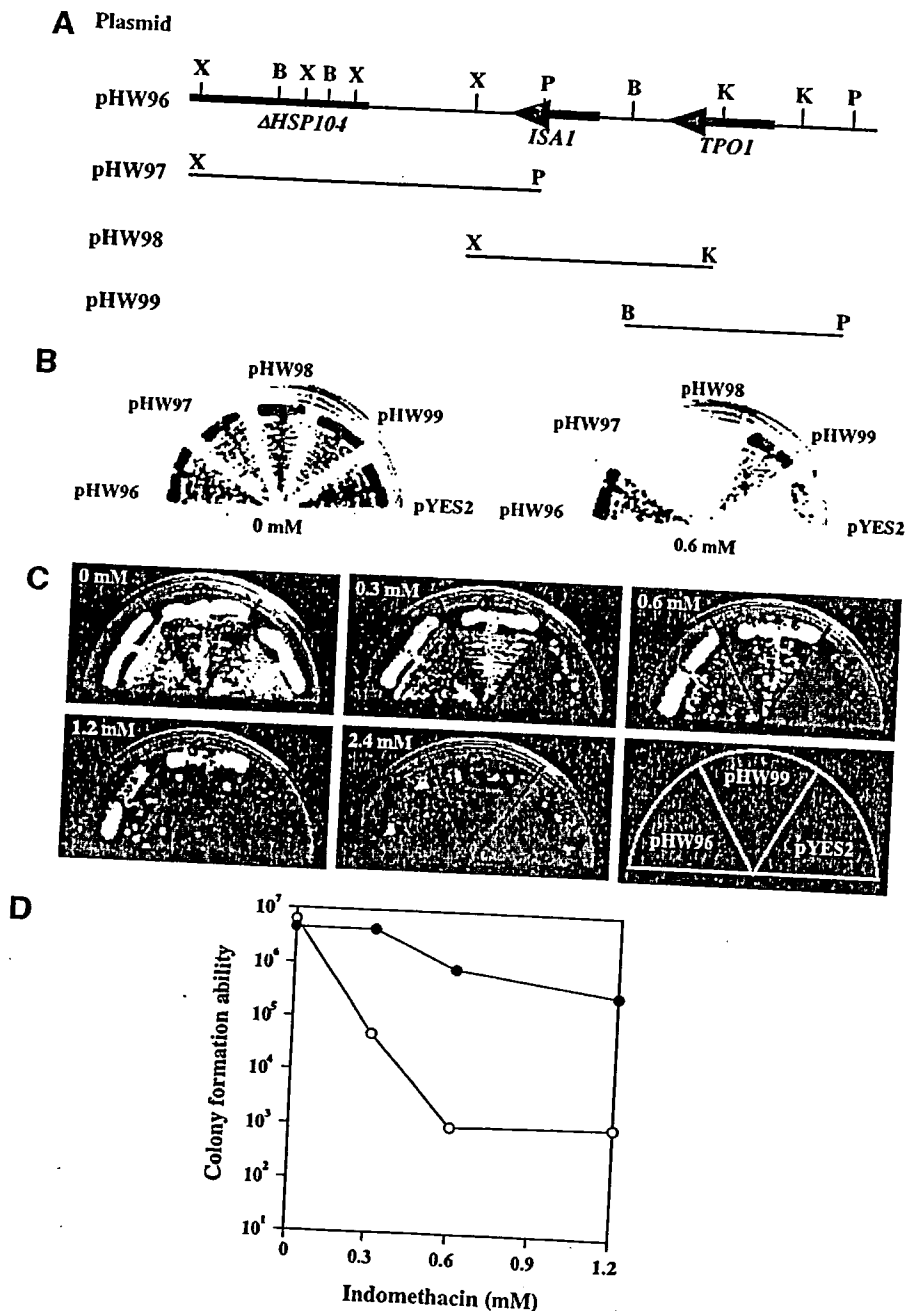 A Plasmid
X B X B X X P B K K P
pHW96
ΔHSP104 ISA1 TPO1
X P
pHW97
X K
pHW98
B P
pHW99
B
pHW98 pHW98
pHW97 pHW99 pHW97 pHW99
pHW96 pYES2 pHW96 pYES2
0 mM 0.6 mM
C
0 mM 0.3 mM 0.6 mM
1.2 mM 2.4 mM
pHW99
pHW96 pYES2
D
10⁷
10⁶
10⁵
10⁴
10³
10²
10¹
Colony formation ability
0 0.3 0.6 0.9 1.2
Indomethacin (mM)